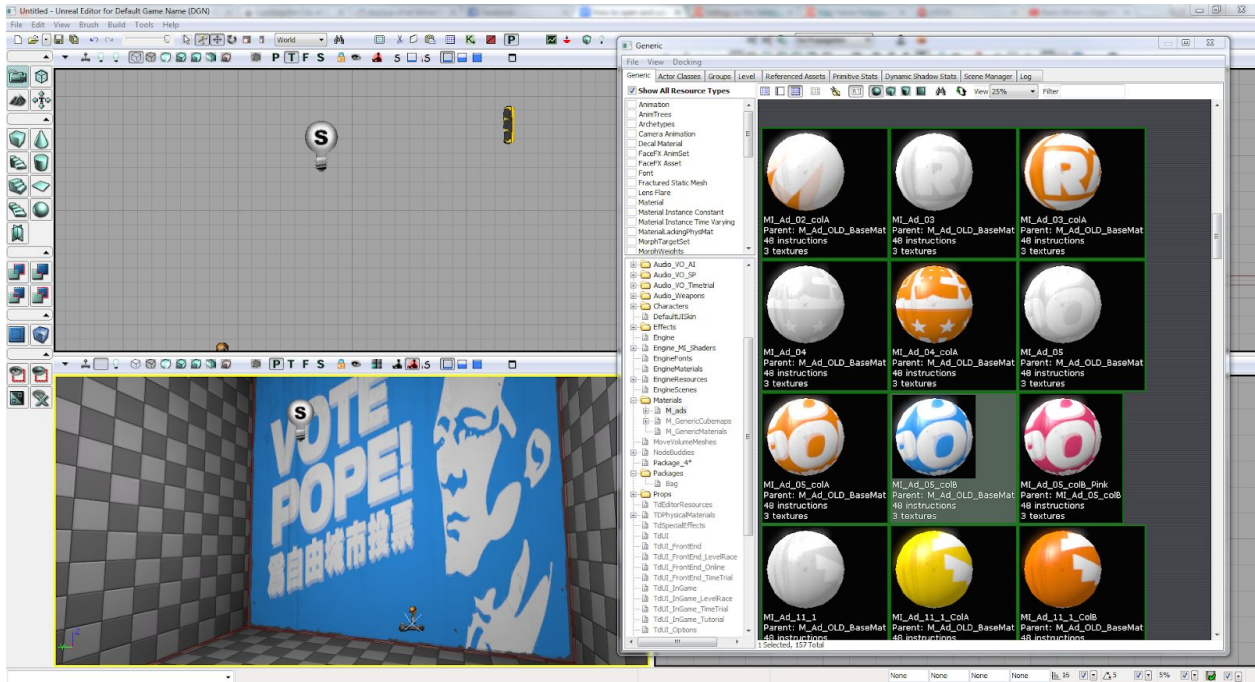 Untitled - Unreal Editor for Default Game Name (DGN)
File Edit View Brush Build Tools Help
World
P
P T F S
S
S
P T F S
S
S
VOTE
POPE!
為自由城市投票
Generic
File View Docking
Generic Actor Classes Groups Level Referenced Assets Primitive Stats Dynamic Shadow Stats Scene Manager Log
Show All Resource Types
View 25% Filter
Animation
AnimTrees
Archetypes
Camera Animation
Decal Material
FaceFX AnimSet
FaceFX Asset
Font
Fractured Static Mesh
Lens Flare
Material
Material Instance Constant
Material Instance Time Varying
MaterialLackingPhysMat
MorphTargetSet
MorphWeights
Audio_VO_AI
Audio_VO_SP
Audio_VO_Timetrial
Audio_Weapons
Characters
DefaultUISkin
Effects
Engine
Engine_MI_Shaders
EngineFonts
EngineMaterials
EngineResources
EngineScenes
Materials
M_ads
M_GenericCubemaps
M_GenericMaterials
MoveVolumeMeshes
NodeBuddies
Package_4*
Packages
Bag
Props
TdEditorResources
TDPhysicalMaterials
TdSpecialEffects
TdUI
TdUI_FrontEnd
TdUI_FrontEnd_LevelRace
TdUI_FrontEnd_Online
TdUI_FrontEnd_TimeTrial
TdUI_InGame
TdUI_InGame_LevelRace
TdUI_InGame_TimeTrial
TdUI_InGame_Tutorial
TdUI_Options
MI_Ad_02_colA
Parent: M_Ad_OLD_BaseMat
48 instructions
3 textures
MI_Ad_03
Parent: M_Ad_OLD_BaseMat
48 instructions
3 textures
MI_Ad_03_colA
Parent: M_Ad_OLD_BaseMat
48 instructions
3 textures
MI_Ad_04
Parent: M_Ad_OLD_BaseMat
48 instructions
3 textures
MI_Ad_04_colA
Parent: M_Ad_OLD_BaseMat
48 instructions
3 textures
MI_Ad_05
Parent: M_Ad_OLD_BaseMat
48 instructions
3 textures
MI_Ad_05_colA
Parent: M_Ad_OLD_BaseMat
48 instructions
3 textures
MI_Ad_05_colB
Parent: M_Ad_OLD_BaseMat
48 instructions
3 textures
MI_Ad_05_colB_Pink
Parent: MI_Ad_05_colB
48 instructions
3 textures
MI_Ad_11_1
Parent: M_Ad_OLD_BaseMat
48 instructions
MI_Ad_11_1_ColA
Parent: M_Ad_OLD_BaseMat
48 instructions
MI_Ad_11_1_ColB
Parent: M_Ad_OLD_BaseMat
48 instructions
1 Selected, 157 Total
None None None None 16 5 5%